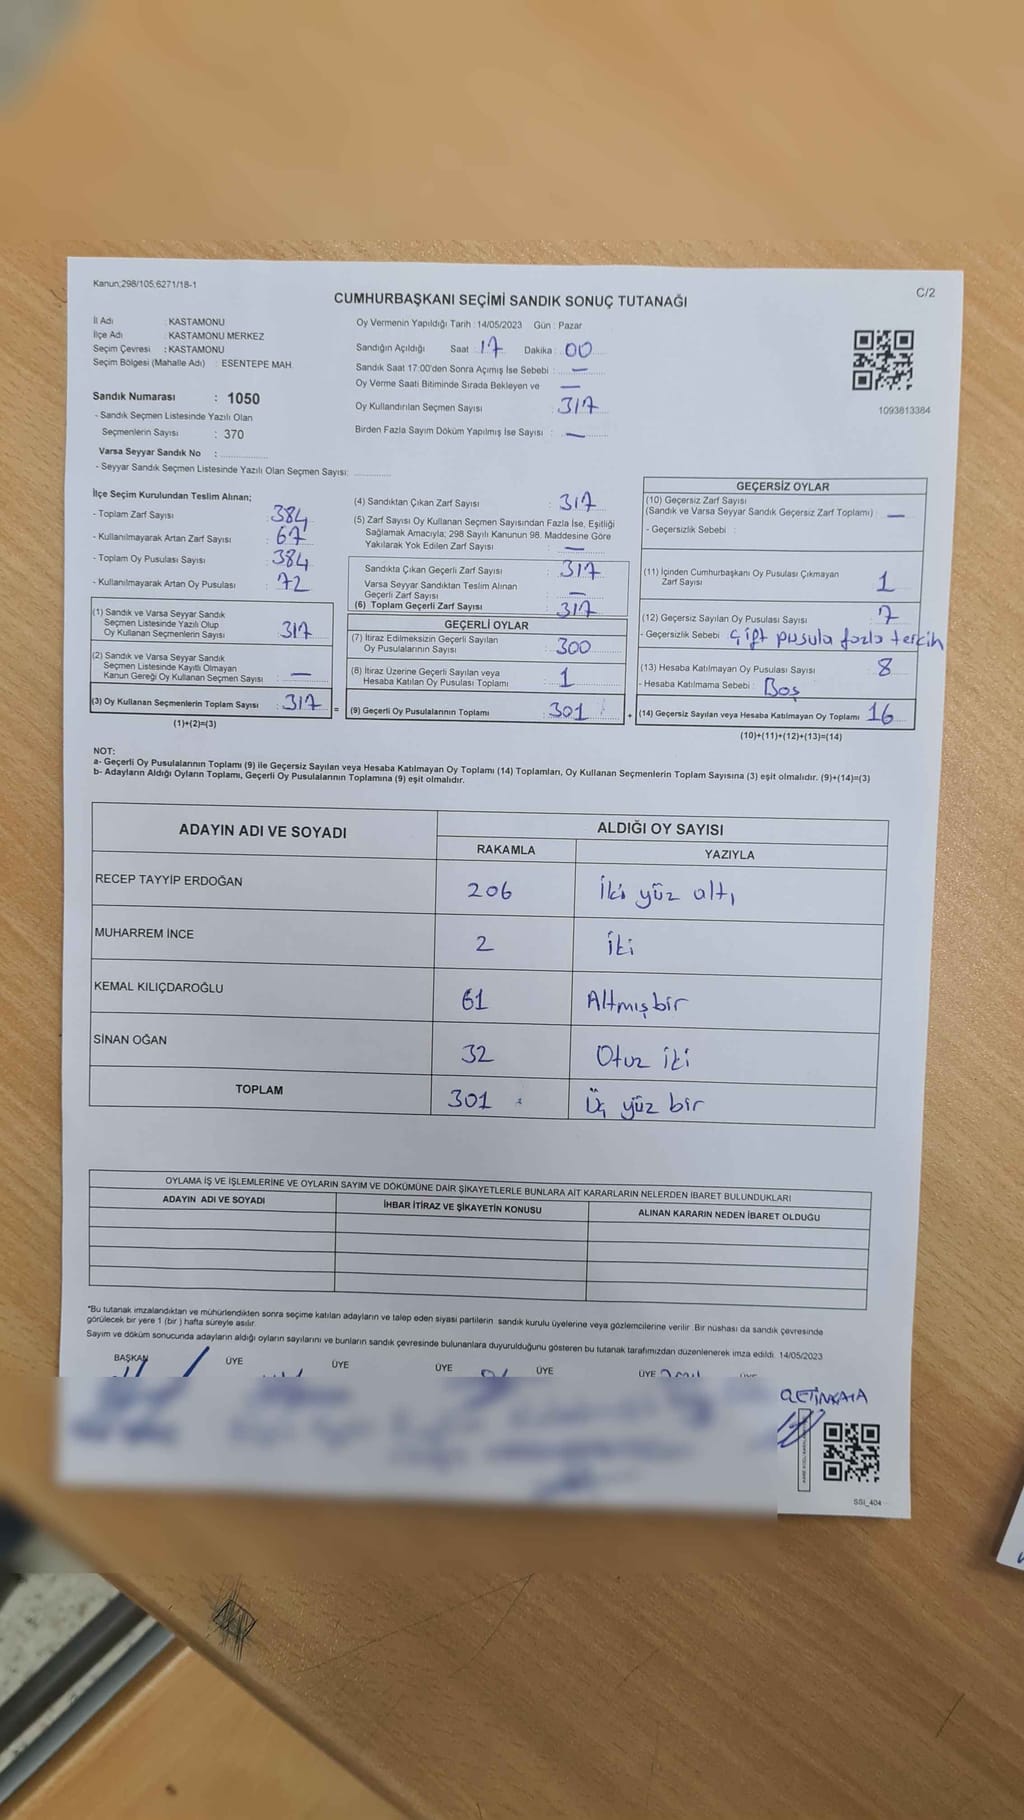 Kanun;298/105;6271/18-1
C/2
CUMHURBAŞKANI SEÇİMİ SANDIK SONUÇ TUTANAĞI
İl Adı : KASTAMONU
İlçe Adı : KASTAMONU MERKEZ
Seçim Çevresi : KASTAMONU
Seçim Bölgesi (Mahalle Adı) : ESENTEPE MAH.
Sandık Numarası : 1050
- Sandık Seçmen Listesinde Yazılı Olan
Seçmenlerin Sayısı : 370
Varsa Seyyar Sandık No :
- Seyyar Sandık Seçmen Listesinde Yazılı Olan Seçmen Sayısı:
Oy Vermenin Yapıldığı Tarih : 14/05/2023 Gün : Pazar
Sandığın Açıldığı Saat : 17 Dakika : 00
Sandık Saat 17:00'den Sonra Açımış İse Sebebi : —
Oy Verme Saati Bitiminde Sırada Bekleyen ve —
Oy Kullandırılan Seçmen Sayısı : 317
Birden Fazla Sayım Döküm Yapılmış İse Sayısı : —
1093813384
İlçe Seçim Kurulundan Teslim Alınan;
- Toplam Zarf Sayısı : 384
- Kullanılmayarak Artan Zarf Sayısı : 67
- Toplam Oy Pusulası Sayısı : 384
- Kullanılmayarak Artan Oy Pusulası : 72
(1) Sandık ve Varsa Seyyar Sandık
Seçmen Listesinde Yazılı Olup
Oy Kullanan Seçmenlerin Sayısı : 317
(2) Sandık ve Varsa Seyyar Sandık
Seçmen Listesinde Kayıtlı Olmayan
Kanun Gereği Oy Kullanan Seçmen Sayısı : —
(3) Oy Kullanan Seçmenlerin Toplam Sayısı : 317
(1)+(2)=(3)
(4) Sandıktan Çıkan Zarf Sayısı : 317
(5) Zarf Sayısı Oy Kullanan Seçmen Sayısından Fazla İse, Eşitliği
Sağlamak Amacıyla; 298 Sayılı Kanunun 98. Maddesine Göre
Yakılarak Yok Edilen Zarf Sayısı : —
Sandıkta Çıkan Geçerli Zarf Sayısı : 317
Varsa Seyyar Sandıktan Teslim Alınan
Geçerli Zarf Sayısı : —
(6) Toplam Geçerli Zarf Sayısı : 317
GEÇERLİ OYLAR
(7) İtiraz Edilmeksizin Geçerli Sayılan
Oy Pusulalarının Sayısı : 300
(8) İtiraz Üzerine Geçerli Sayılan veya
Hesaba Katılan Oy Pusulası Toplamı : 1
= (9) Geçerli Oy Pusulalarının Toplamı : 301
GEÇERSİZ OYLAR
(10) Geçersiz Zarf Sayısı
(Sandık ve Varsa Seyyar Sandık Geçersiz Zarf Toplamı) : —
- Geçersizlik Sebebi :
(11) İçinden Cumhurbaşkanı Oy Pusulası Çıkmayan
Zarf Sayısı : 1
(12) Geçersiz Sayılan Oy Pusulası Sayısı : 7
- Geçersizlik Sebebi : Çift pusula fazla tercih
(13) Hesaba Katılmayan Oy Pusulası Sayısı : 8
- Hesaba Katılmama Sebebi : Boş
+ (14) Geçersiz Sayılan veya Hesaba Katılmayan Oy Toplamı : 16
(10)+(11)+(12)+(13)=(14)
NOT:
a- Geçerli Oy Pusulalarının Toplamı (9) ile Geçersiz Sayılan veya Hesaba Katılmayan Oy Toplamı (14) Toplamları, Oy Kullanan Seçmenlerin Toplam Sayısına (3) eşit olmalıdır. (9)+(14)=(3)
b- Adayların Aldığı Oyların Toplamı, Geçerli Oy Pusulalarının Toplamına (9) eşit olmalıdır.
ADAYIN ADI VE SOYADI
ALDIĞI OY SAYISI
RAKAMLA YAZIYLA
RECEP TAYYİP ERDOĞAN 206 İki yüz altı
MUHARREM İNCE 2 İki
KEMAL KILIÇDAROĞLU 61 Altmışbir
SİNAN OĞAN 32 Otuz iki
TOPLAM 301 Üç yüz bir
OYLAMA İŞ VE İŞLEMLERİNE VE OYLARIN SAYIM VE DÖKÜMÜNE DAİR ŞİKAYETLERLE BUNLARA AİT KARARLARIN NELERDEN İBARET BULUNDUKLARI
ADAYIN ADI VE SOYADI İHBAR İTİRAZ VE ŞİKAYETİN KONUSU ALINAN KARARIN NEDEN İBARET OLDUĞU
*Bu tutanak imzalandıktan ve mühürlendikten sonra seçime katılan adayların ve talep eden siyasi partilerin sandık kurulu üyelerine veya gözlemcilerine verilir. Bir nüshası da sandık çevresinde
görülecek bir yere 1 (bir ) hafta süreyle asılır.
Sayım ve döküm sonucunda adayların aldığı oyların sayılarını ve bunların sandık çevresinde bulunanlara duyurulduğunu gösteren bu tutanak tarafımızdan düzenlenerek imza edildi. 14/05/2023
BAŞKAN ÜYE ÜYE ÜYE ÜYE ÜYE
ÇETİNKAYA
SSI_404